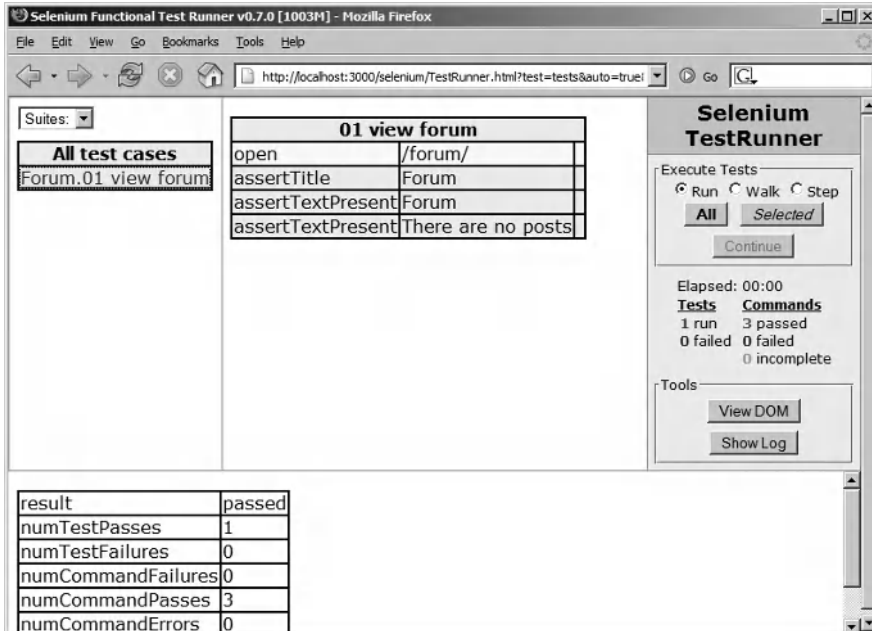 Selenium Functional Test Runner v0.7.0 [1003M] - Mozilla Firefox
File Edit View Go Bookmarks Tools Help
http://localhost:3000/selenium/TestRunner.html?test=tests&auto=true& Go G
Suites:
All test cases
Forum.01 view forum
01 view forum
open /forum/
assertTitle Forum
assertTextPresent Forum
assertTextPresent There are no posts
Selenium
TestRunner
Execute Tests
Run Walk Step
All Selected
Continue
Elapsed: 00:00
Tests Commands
1 run 3 passed
0 failed 0 failed
0 incomplete
Tools
View DOM
Show Log
result passed
numTestPasses 1
numTestFailures 0
numCommandFailures 0
numCommandPasses 3
numCommandErrors 0